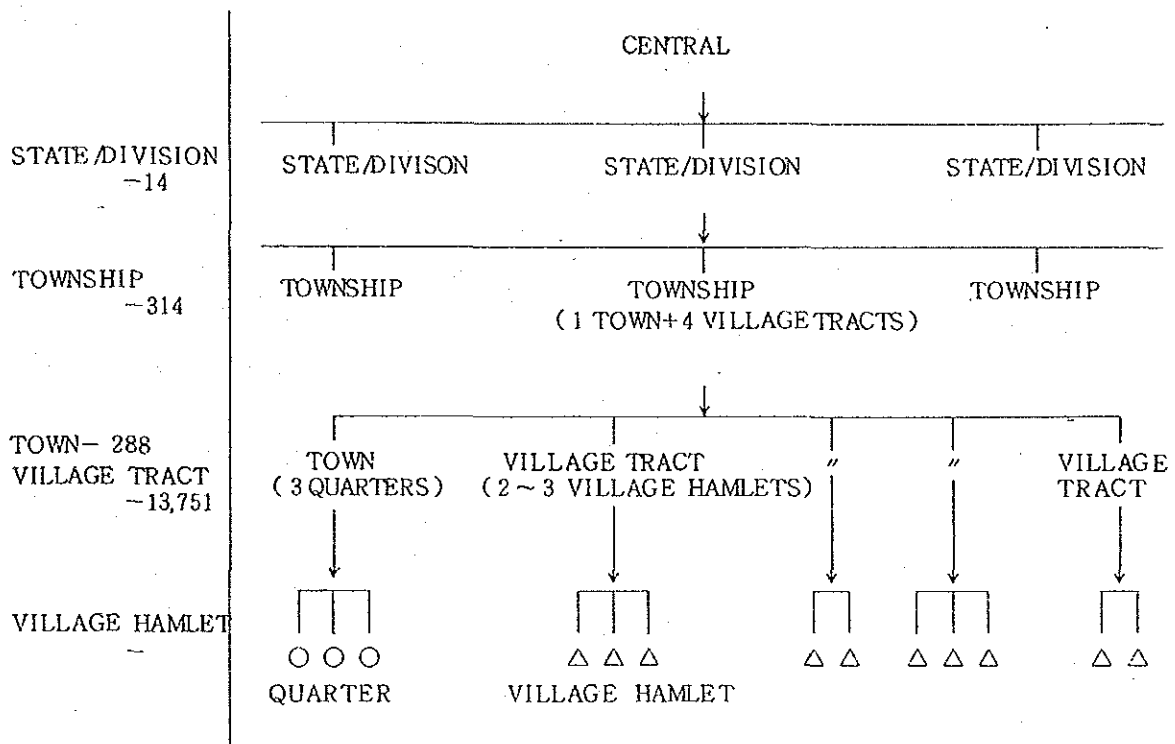 CENTRAL
STATE/DIVISION
-14
STATE/DIVISON
STATE/DIVISION
STATE/DIVISION
TOWNSHIP
-314
TOWNSHIP
TOWNSHIP
(1 TOWN+4 VILLAGE TRACTS)
TOWNSHIP
TOWN- 288
VILLAGE TRACT
-13,751
TOWN
(3 QUARTERS)
VILLAGE TRACT
(2~3 VILLAGE HAMLETS)
〃
〃
VILLAGE
TRACT
VILLAGE HAMLET
-
QUARTER
VILLAGE HAMLET